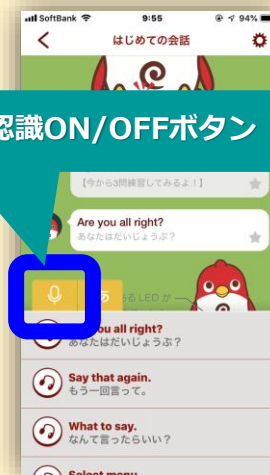 SoftBank
9:55
94%
はじめての会話
認識ON/OFFボタン
【今から3問練習してみるよ！】
Are you all right?
あなたはだいじょうぶ？
あ
る LED が
ou all right?
あなたはだいじょうぶ？
Say that again.
もう一回言って。
What to say.
なんて言ったらいい？
Select menu.